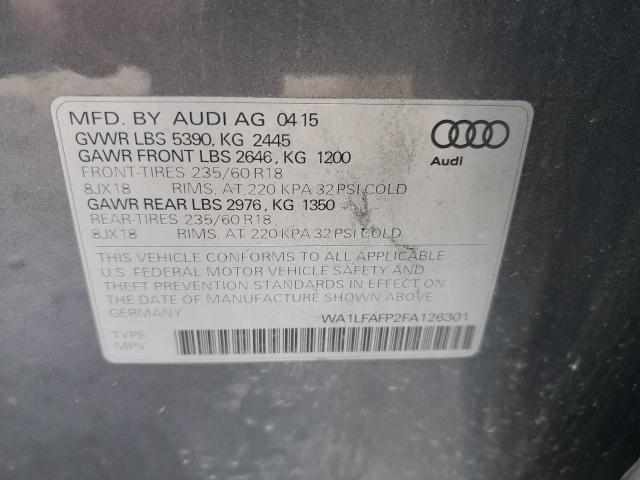 MFD. BY AUDI AG 04 15
GVWR LBS 5390, KG 2445
GAWR FRONT LBS 2646, KG 1200
FRONT-TIRES 235/60 R18
8JX18 RIMS, AT 220 KPA 32 PSI COLD
GAWR REAR LBS 2976, KG 1350
REAR-TIRES 235/60 R18
8JX18 RIMS, AT 220 KPA 32 PSI COLD
Audi
THIS VEHICLE CONFORMS TO ALL APPLICABLE
U.S. FEDERAL MOTOR VEHICLE SAFETY AND
THEFT PREVENTION STANDARDS IN EFFECT ON
THE DATE OF MANUFACTURE SHOWN ABOVE
GERMANY
WA1LFAFP2FA126301
TYPE
MPV